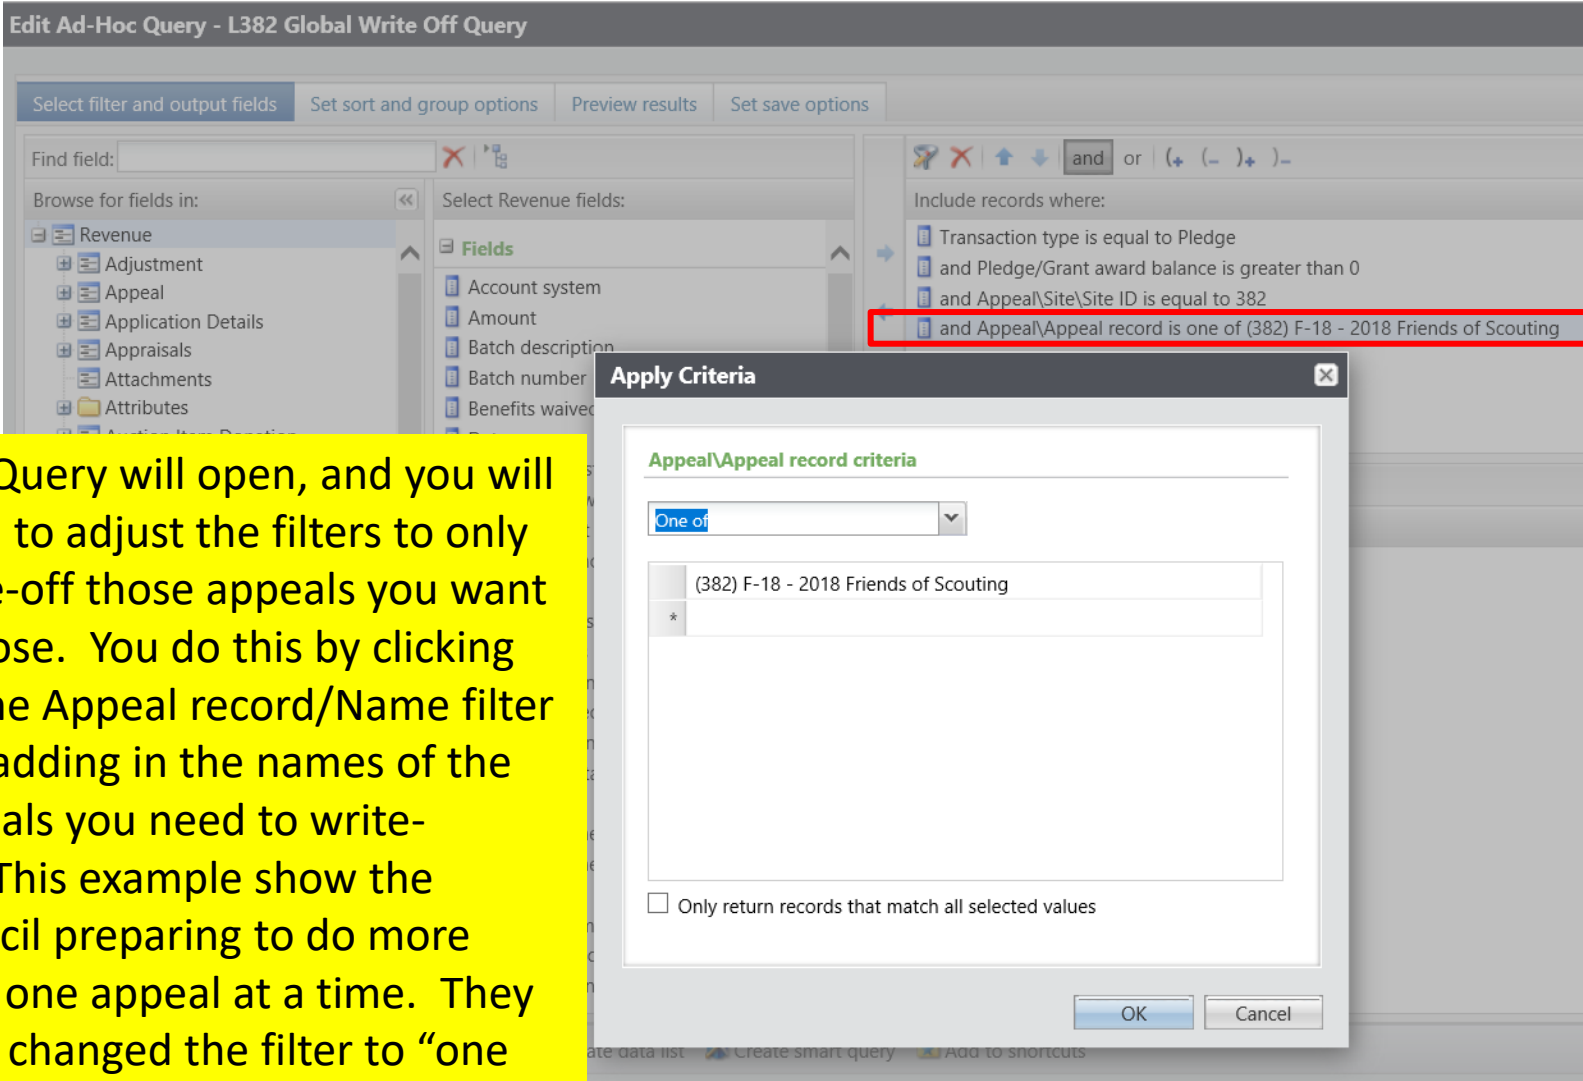 Edit Ad-Hoc Query - L382 Global Write Off Query
Select filter and output fields
Set sort and group options
Preview results
Set save options
Find field:
and or (+ (- )+ )-
Browse for fields in:
Select Revenue fields:
Include records where:
Revenue
Adjustment
Appeal
Application Details
Appraisals
Attachments
Attributes
Fields
Account system
Amount
Batch description
Batch number
Benefits waived
Transaction type is equal to Pledge
and Pledge/Grant award balance is greater than 0
and Appeal\Site\Site ID is equal to 382
and Appeal\Appeal record is one of (382) F-18 - 2018 Friends of Scouting
Apply Criteria
Appeal\Appeal record criteria
One of
(382) F-18 - 2018 Friends of Scouting
*
Only return records that match all selected values
OK
Cancel
Query will open, and you will
to adjust the filters to only
e-off those appeals you want
ose. You do this by clicking
he Appeal record/Name filter
adding in the names of the
als you need to write-
This example show the
cil preparing to do more
one appeal at a time. They
changed the filter to “one
ate data list
Create smart query
Add to shortcuts